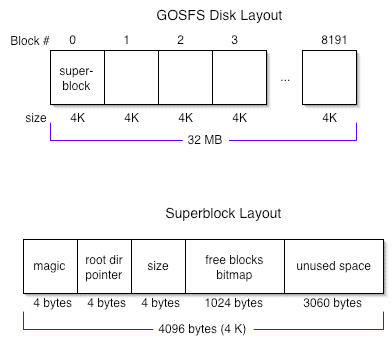 GOSFS Disk Layout
Block # 0 1 2 3 8191
super-
block
...
size 4K 4K 4K 4K 4K
32 MB
Superblock Layout
magic root dir pointer size free blocks bitmap unused space
4 bytes 4 bytes 4 bytes 1024 bytes 3060 bytes
4096 bytes (4 K)